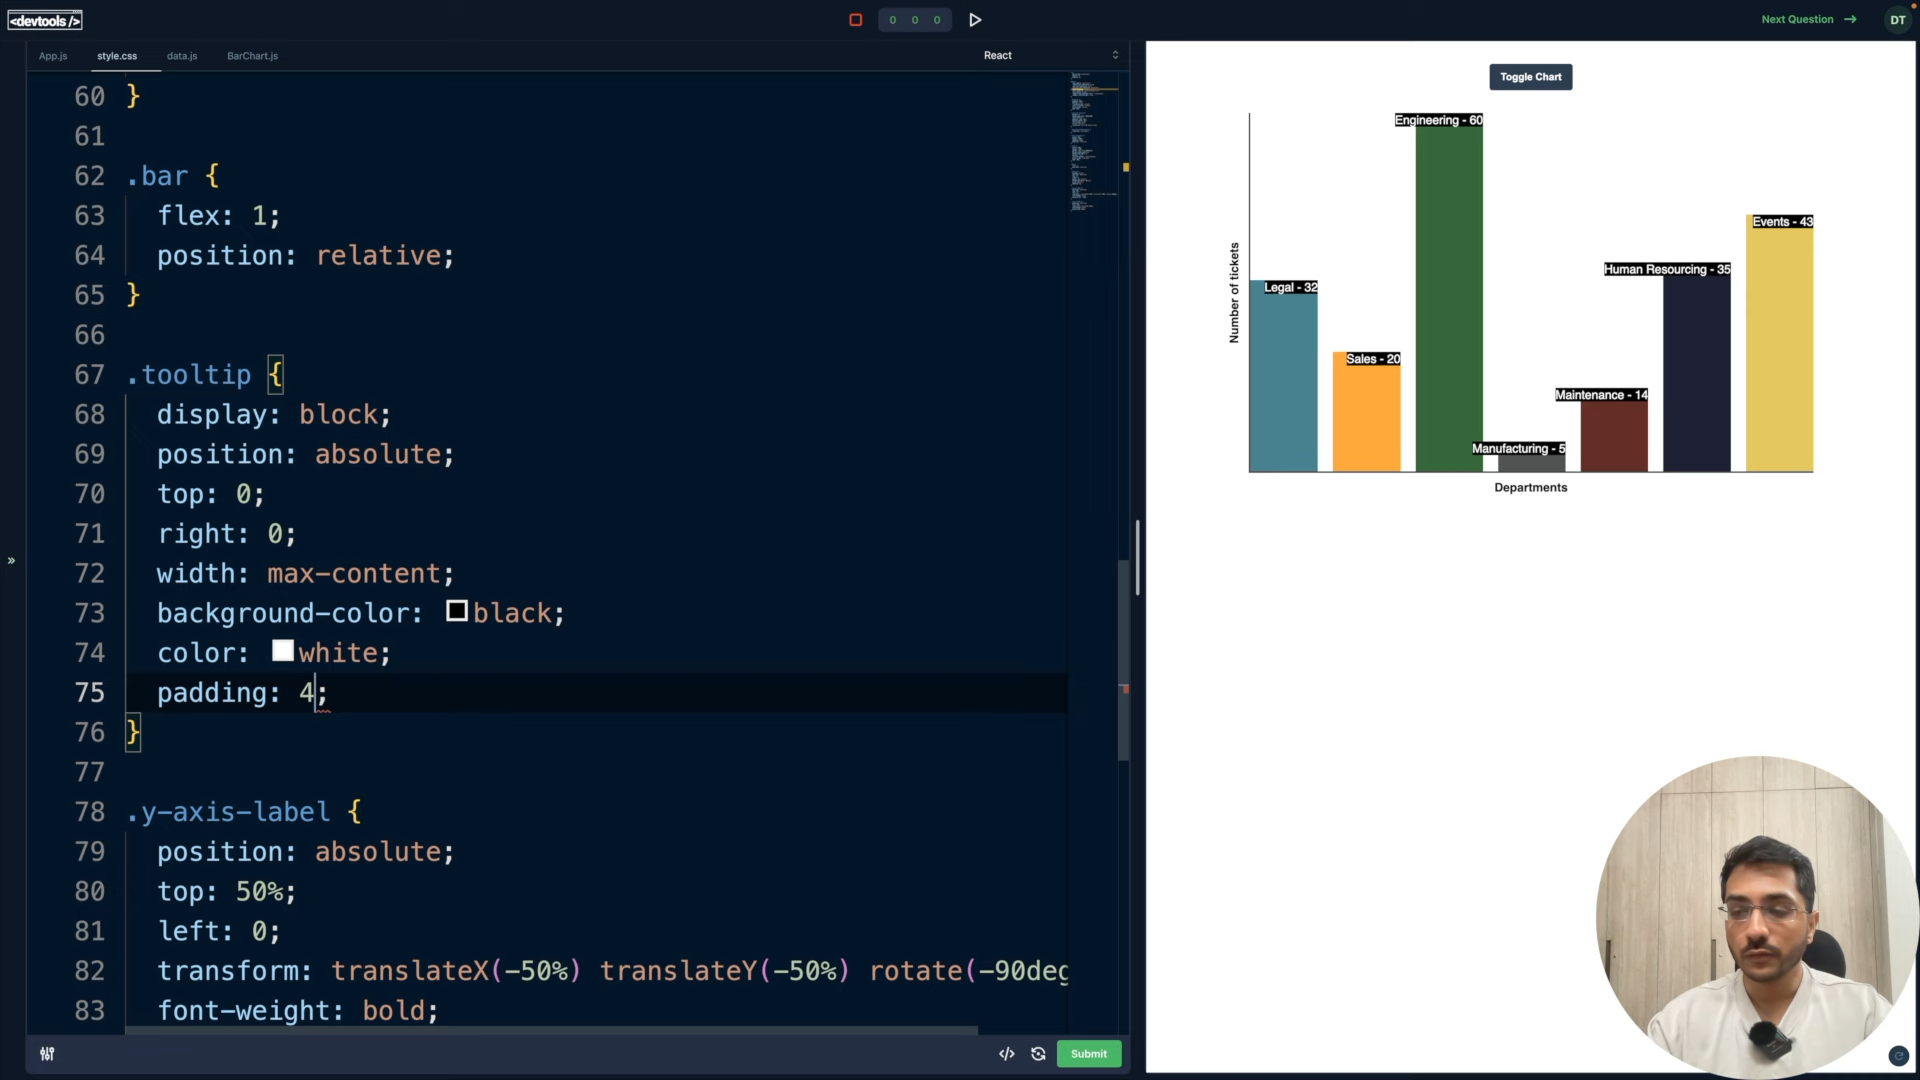 <devtools />
0 0 0
Next Question
DT
App.js
style.css
data.js
BarChart.js
React
60 }
61
62 .bar {
63 flex: 1;
64 position: relative;
65 }
66
67 .tooltip {
68 display: block;
69 position: absolute;
70 top: 0;
71 right: 0;
72 width: max-content;
73 background-color: black;
74 color: white;
75 padding: 4;
76 }
77
78 .y-axis-label {
79 position: absolute;
80 top: 50%;
81 left: 0;
82 transform: translateX(-50%) translateY(-50%) rotate(-90deg
83 font-weight: bold;
Submit
Toggle Chart
Engineering - 60
Events - 43
Human Resourcing - 35
Legal - 32
Sales - 20
Maintenance - 14
Manufacturing - 5
Number of tickets
Departments